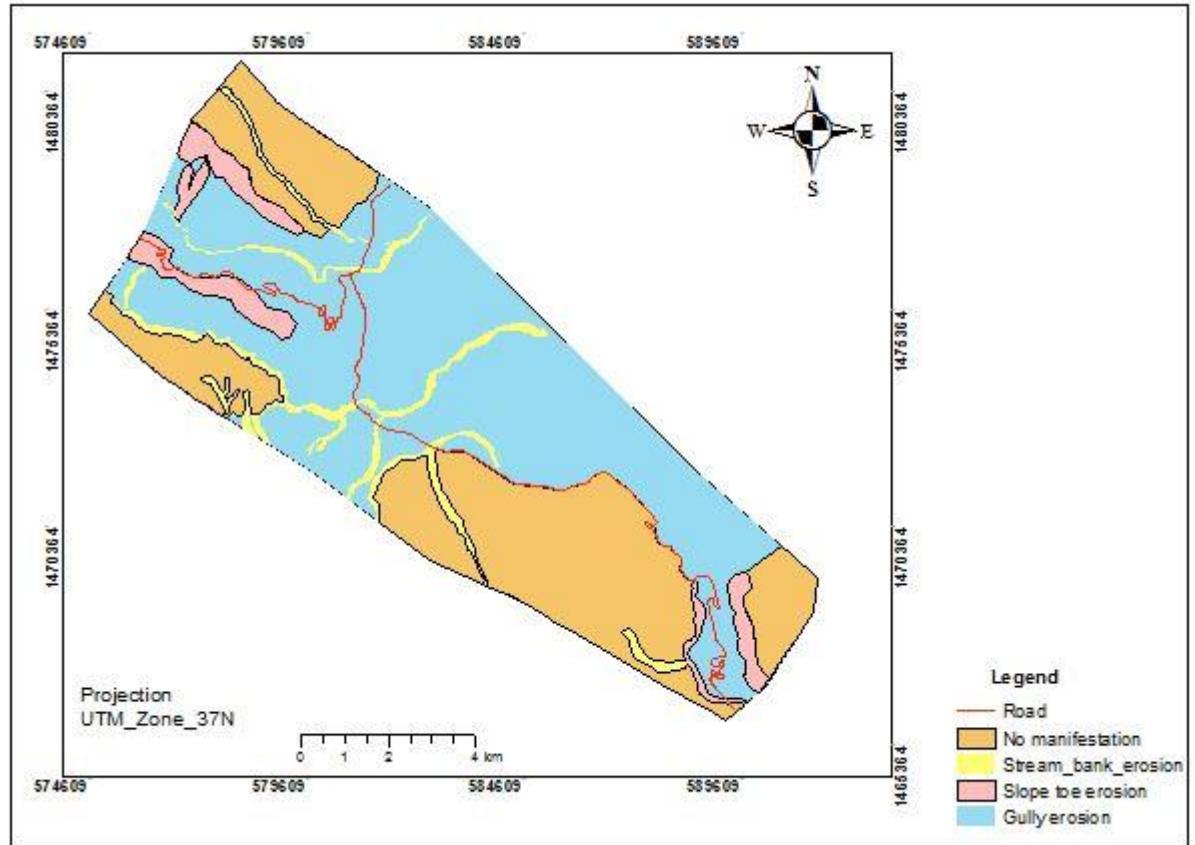 574609 579609 584609 589609
1480364 1480364
N
W E
S
1475364 1475364
1470364 1470364
Projection
UTM_Zone_37N
0 1 2 4 km
1465364
574609 579609 584609 589609
Legend
Road
No manifestation
Stream_bank_erosion
Slope toe erosion
Gully erosion